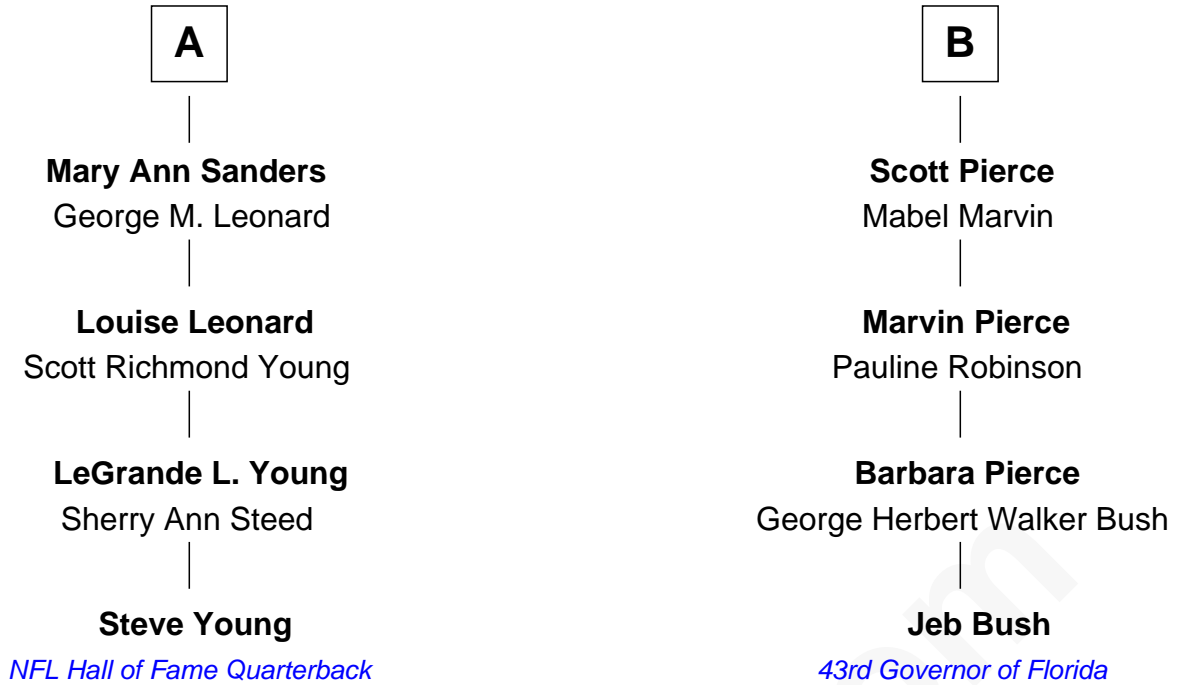 A
Mary Ann Sanders
George M. Leonard
Louise Leonard
Scott Richmond Young
LeGrande L. Young
Sherry Ann Steed
Steve Young
NFL Hall of Fame Quarterback
B
Scott Pierce
Mabel Marvin
Marvin Pierce
Pauline Robinson
Barbara Pierce
George Herbert Walker Bush
Jeb Bush
43rd Governor of Florida